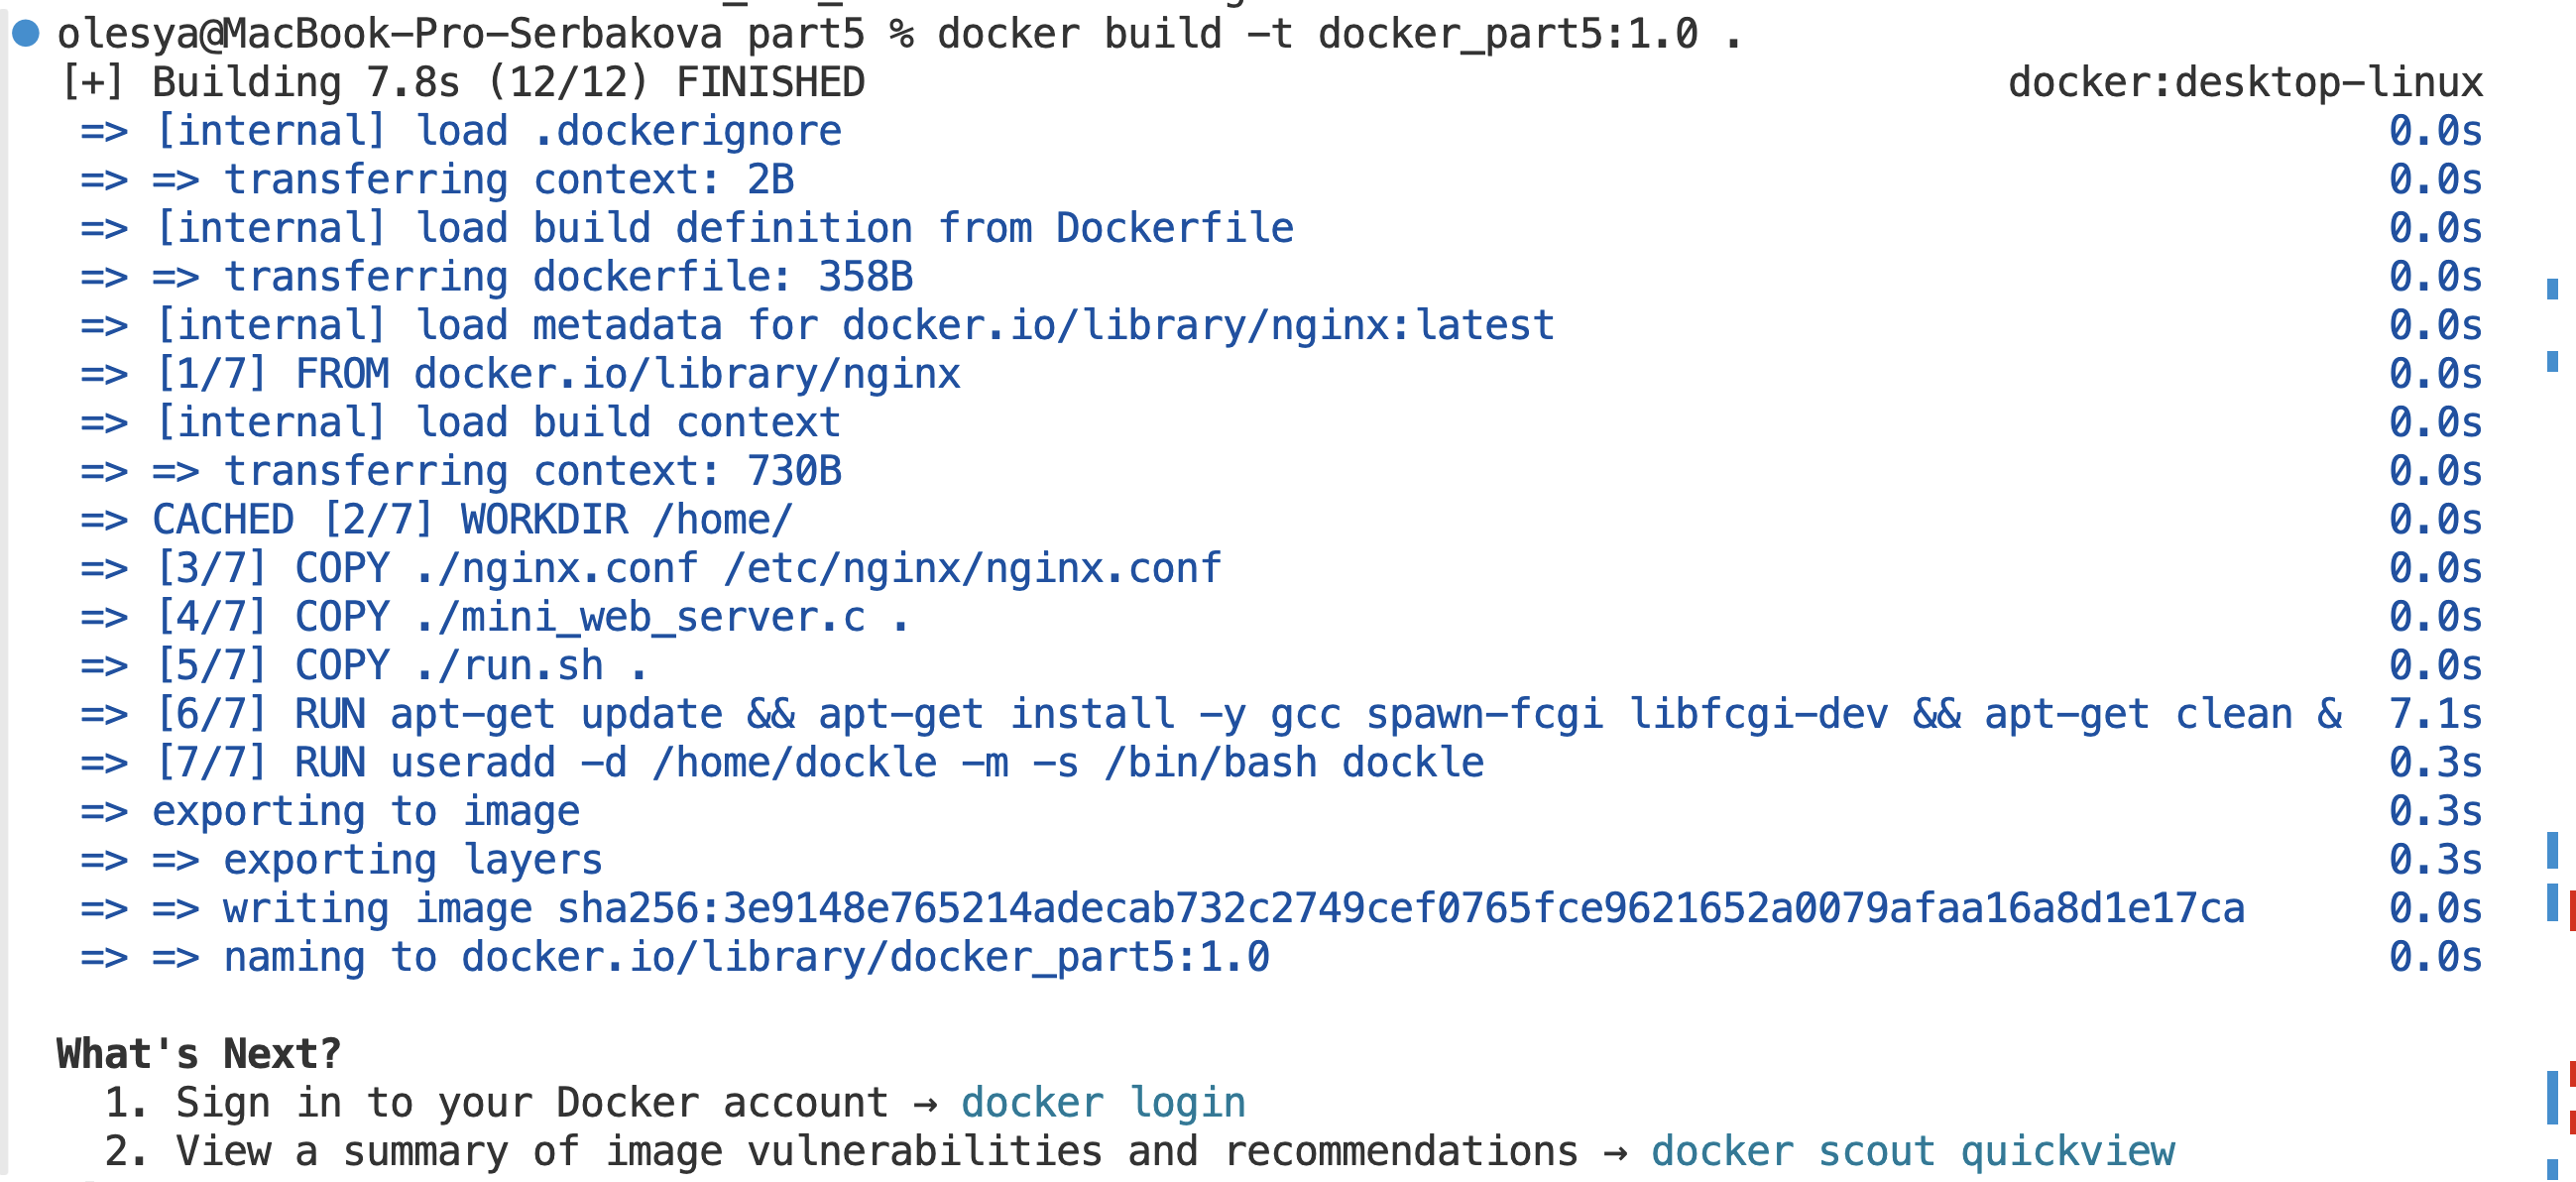 olesya@MacBook-Pro-Serbakova part5 % docker build -t docker_part5:1.0 .
[+] Building 7.8s (12/12) FINISHED docker:desktop-linux
=> [internal] load .dockerignore 0.0s
=> => transferring context: 2B 0.0s
=> [internal] load build definition from Dockerfile 0.0s
=> => transferring dockerfile: 358B 0.0s
=> [internal] load metadata for docker.io/library/nginx:latest 0.0s
=> [1/7] FROM docker.io/library/nginx 0.0s
=> [internal] load build context 0.0s
=> => transferring context: 730B 0.0s
=> CACHED [2/7] WORKDIR /home/ 0.0s
=> [3/7] COPY ./nginx.conf /etc/nginx/nginx.conf 0.0s
=> [4/7] COPY ./mini_web_server.c . 0.0s
=> [5/7] COPY ./run.sh . 0.0s
=> [6/7] RUN apt-get update && apt-get install -y gcc spawn-fcgi libfcgi-dev && apt-get clean & 7.1s
=> [7/7] RUN useradd -d /home/dockle -m -s /bin/bash dockle 0.3s
=> exporting to image 0.3s
=> => exporting layers 0.3s
=> => writing image sha256:3e9148e765214adecab732c2749cef0765fce9621652a0079afaa16a8d1e17ca 0.0s
=> => naming to docker.io/library/docker_part5:1.0 0.0s
What's Next?
1. Sign in to your Docker account → docker login
2. View a summary of image vulnerabilities and recommendations → docker scout quickview